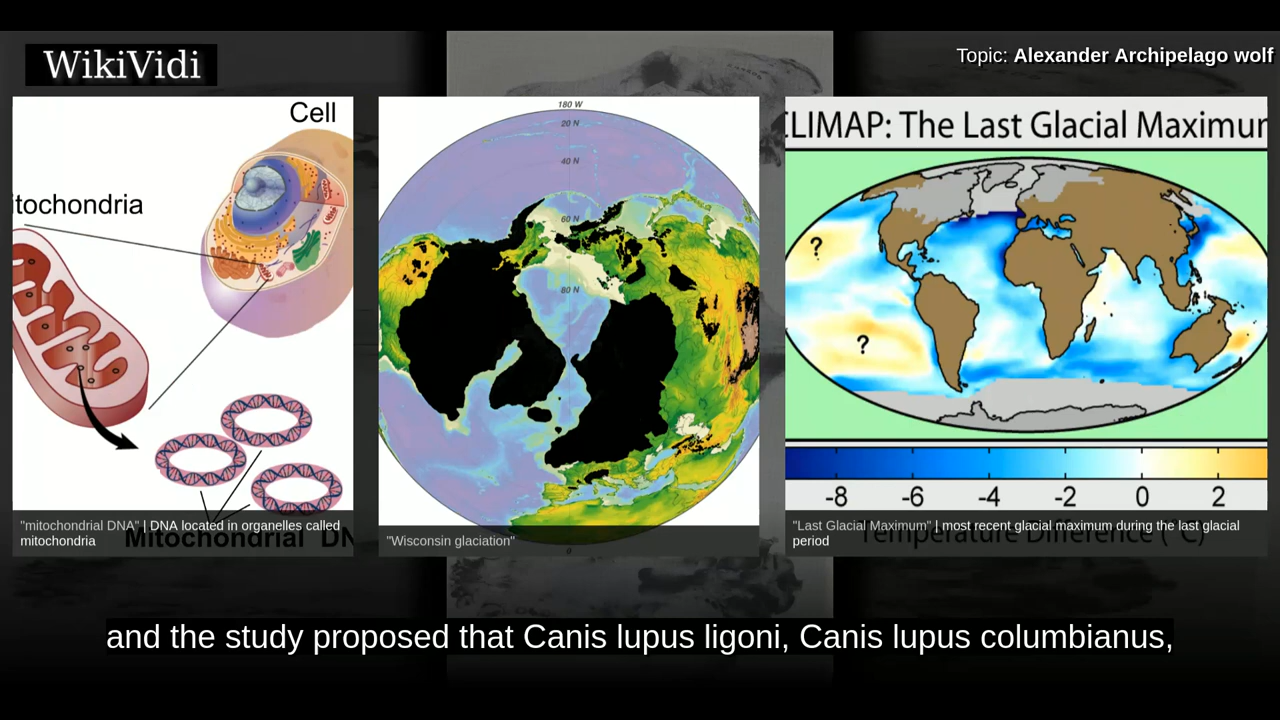 WikiVidi
Topic: Alexander Archipelago wolf
Cell
itochondria
Mitochondrial DN
"mitochondrial DNA" | DNA located in organelles called
mitochondria
180 W
20 N
40 N
60 N
80 N
0
"Wisconsin glaciation"
CLIMAP: The Last Glacial Maximum
?
?
-8 -6 -4 -2 0 2
Temperature Difference (°C)
"Last Glacial Maximum" | most recent glacial maximum during the last glacial
period
and the study proposed that Canis lupus ligoni, Canis lupus columbianus,